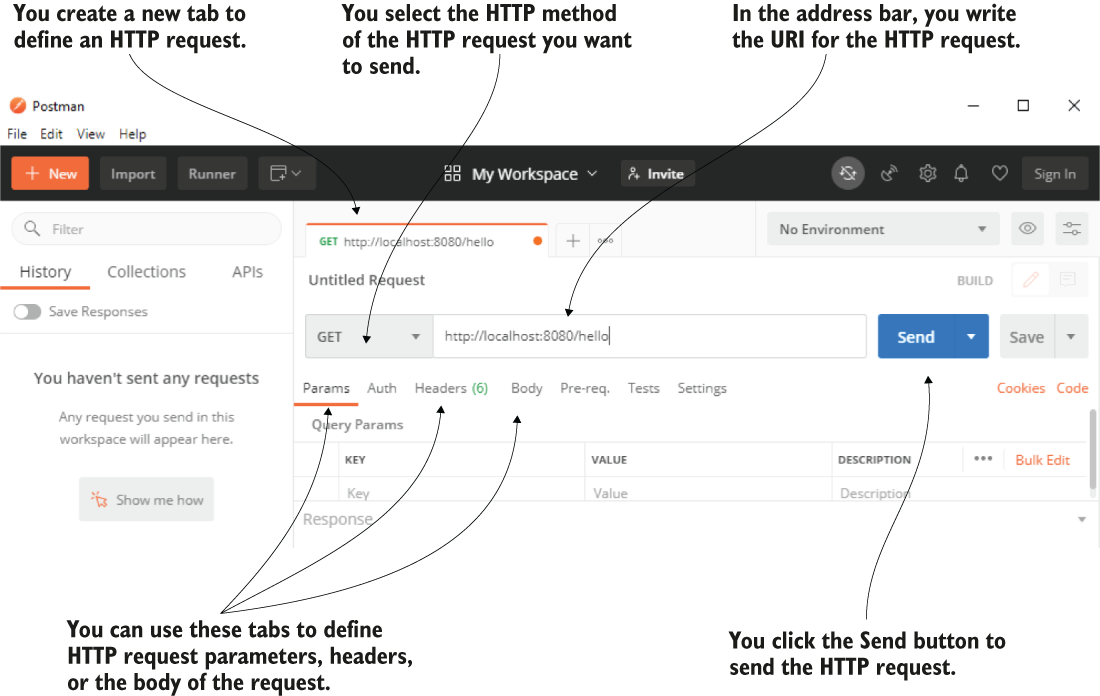 You create a new tab to
define an HTTP request.
You select the HTTP method
of the HTTP request you want
to send.
In the address bar, you write
the URI for the HTTP request.
Postman
File Edit View Help
+ New Import Runner My Workspace Invite Sign In
Filter
GET http://localhost:8080/hello
No Environment
History Collections APIs
Untitled Request BUILD
Save Responses
GET http://localhost:8080/hello Send Save
You haven't sent any requests
Any request you send in this
workspace will appear here.
Show me how
Params Auth Headers (6) Body Pre-req. Tests Settings Cookies Code
Query Params
KEY VALUE DESCRIPTION ••• Bulk Edit
Key Value Description
Response
You can use these tabs to define
HTTP request parameters, headers,
or the body of the request.
You click the Send button to
send the HTTP request.